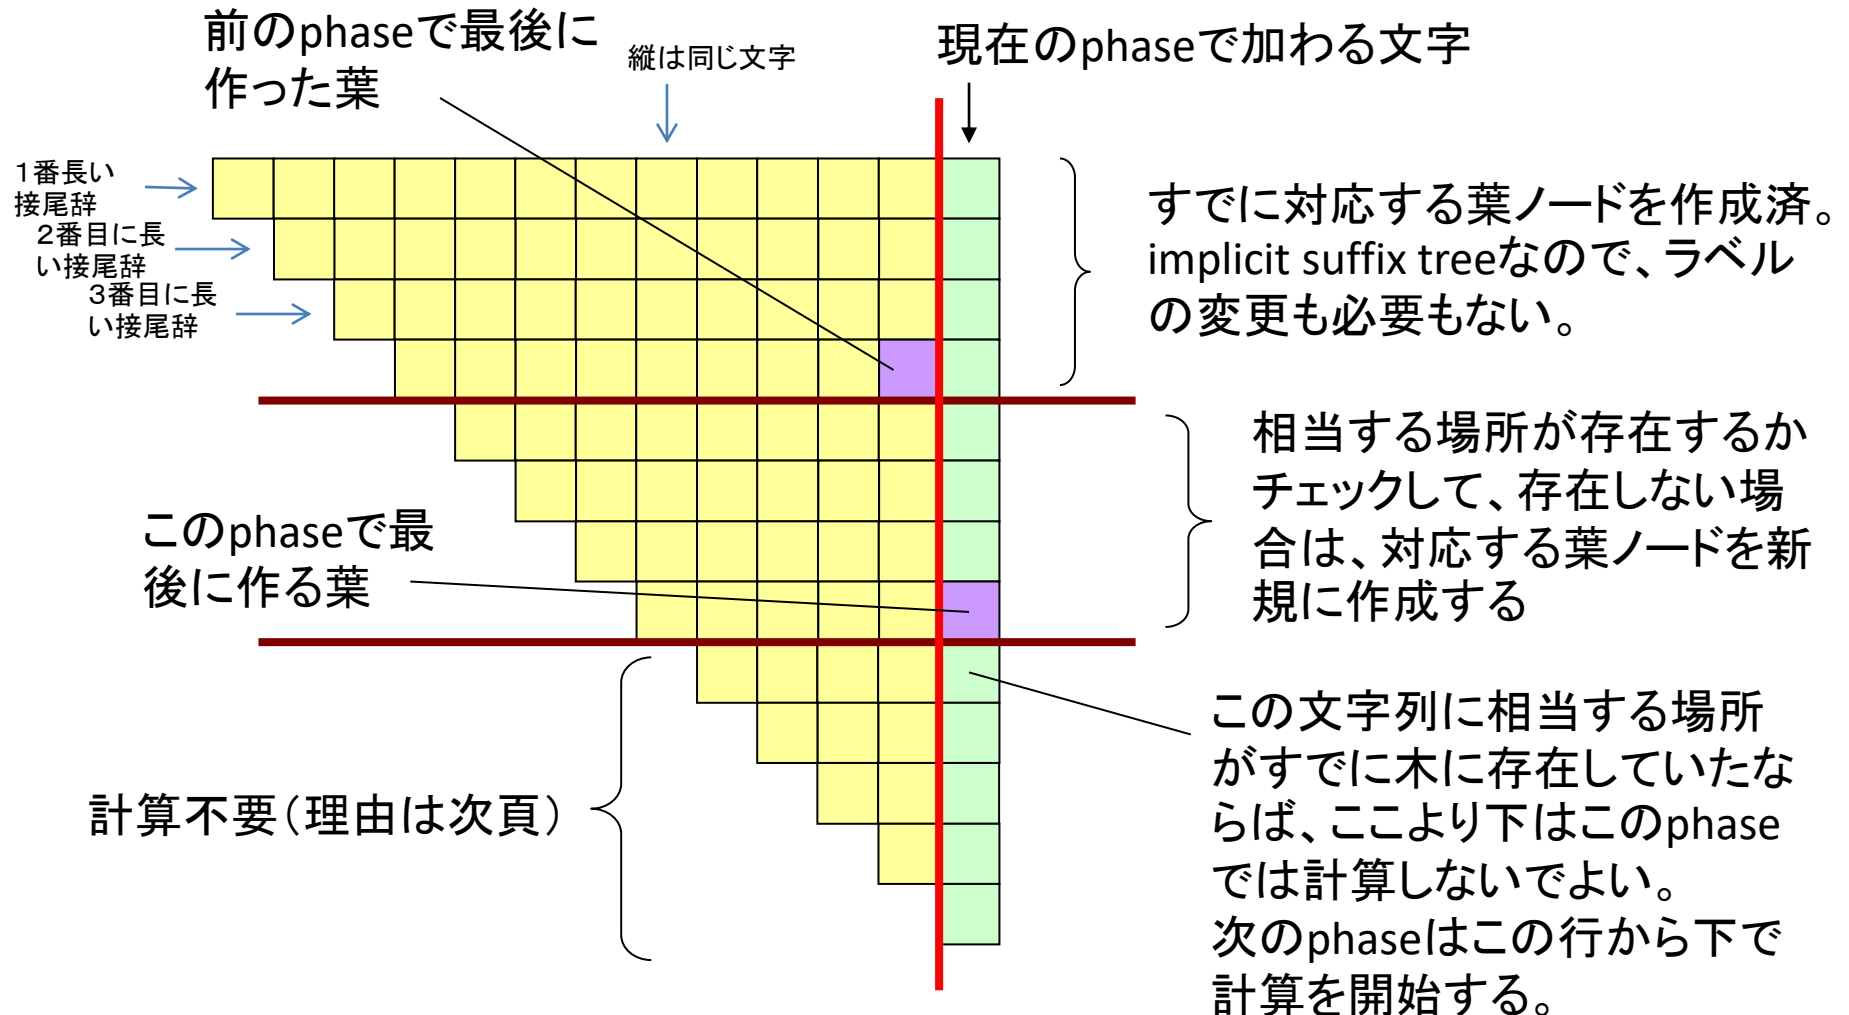 前のphaseで最後に
作った葉
縦は同じ文字
現在のphaseで加わる文字
1番長い
接尾辞
2番目に長
い接尾辞
3番目に長
い接尾辞
すでに対応する葉ノードを作成済。
implicit suffix treeなので、ラベル
の変更も必要もない。
相当する場所が存在するか
チェックして、存在しない場
合は、対応する葉ノードを新
規に作成する
このphaseで最
後に作る葉
計算不要（理由は次頁）
この文字列に相当する場所
がすでに木に存在していたな
らば、ここより下はこのphase
では計算しないでよい。
次のphaseはこの行から下で
計算を開始する。